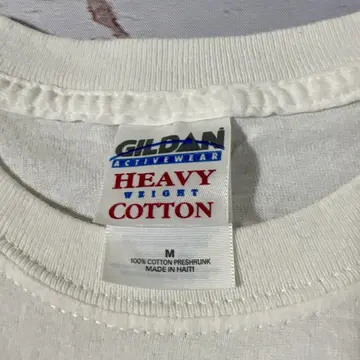 GILDAN
ACTIVEWEAR
HEAVY
WEIGHT
COTTON
M
100% COTTON PRESHRUNK
MADE IN HAITI